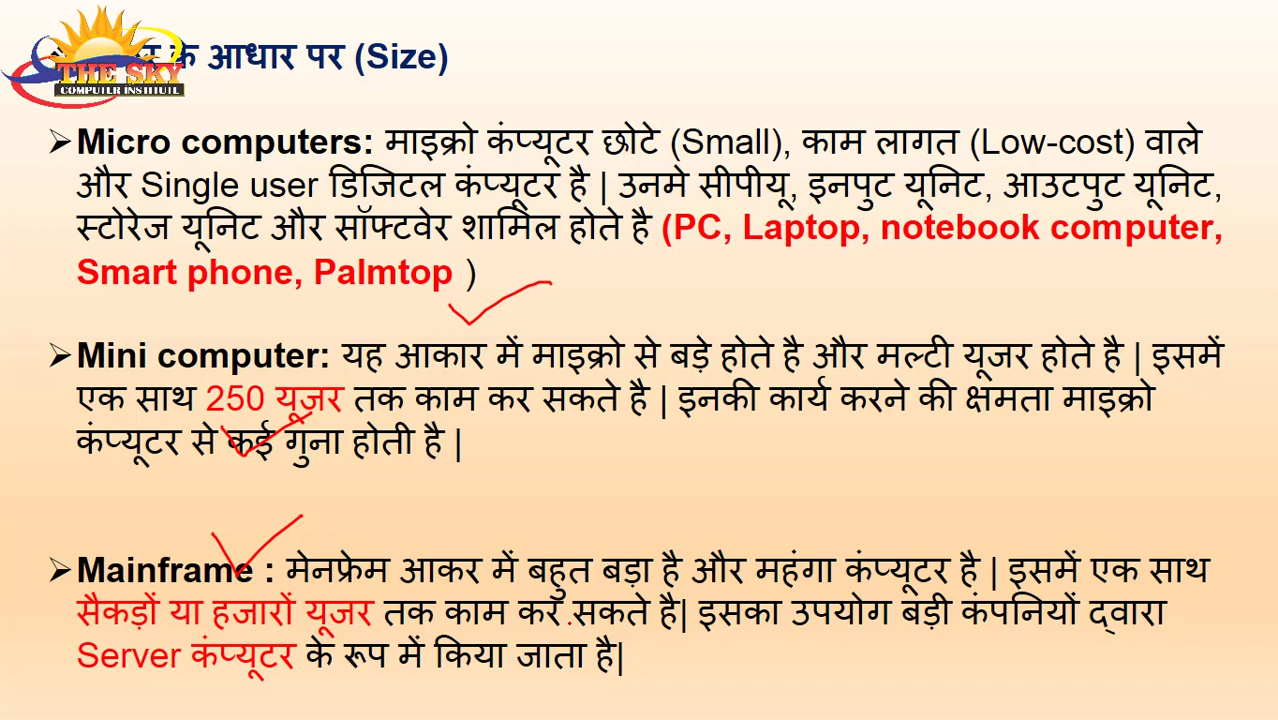 THE SKY
COMPUTER INSTITUTE
के आधार पर (Size)
Micro computers: माइक्रो कंप्यूटर छोटे (Small), काम लागत (Low-cost) वाले
और Single user डिजिटल कंप्यूटर है | उनमे सीपीयू, इनपुट यूनिट, आउटपुट यूनिट,
स्टोरेज यूनिट और सॉफ्टवेर शामिल होते है (PC, Laptop, notebook computer,
Smart phone, Palmtop )
Mini computer: यह आकार में माइक्रो से बड़े होते है और मल्टी यूजर होते है | इसमें
एक साथ 250 यूज़र तक काम कर सकते है | इनकी कार्य करने की क्षमता माइक्रो
कंप्यूटर से कई गुना होती है |
Mainframe : मेनफ्रेम आकर में बहुत बड़ा है और महंगा कंप्यूटर है | इसमें एक साथ
सैकड़ों या हजारों यूजर तक काम कर सकते है| इसका उपयोग बड़ी कंपनियों द्वारा
Server कंप्यूटर के रूप में किया जाता है|